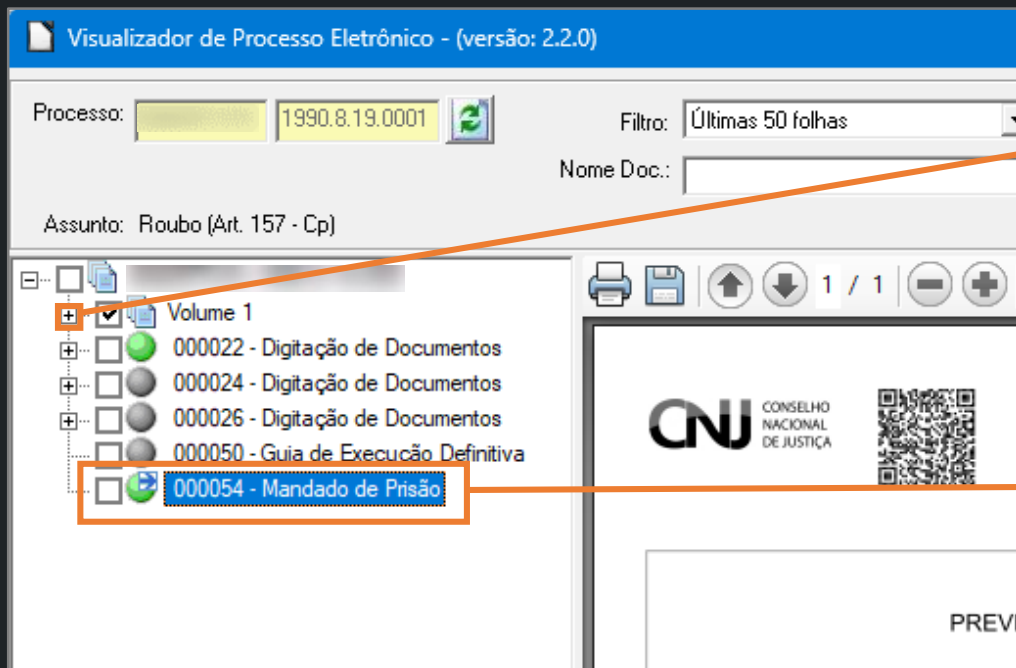 Visualizador de Processo Eletrônico - (versão: 2.2.0)
Processo: 1990.8.19.0001 Filtro: Últimas 50 folhas
Nome Doc.:
Assunto: Roubo (Art. 157 - Cp)
1 / 1
Volume 1
000022 - Digitação de Documentos
000024 - Digitação de Documentos
000026 - Digitação de Documentos
000050 - Guia de Execução Definitiva
000054 - Mandado de Prisão
CNJ CONSELHO
NACIONAL
DE JUSTIÇA
PREV